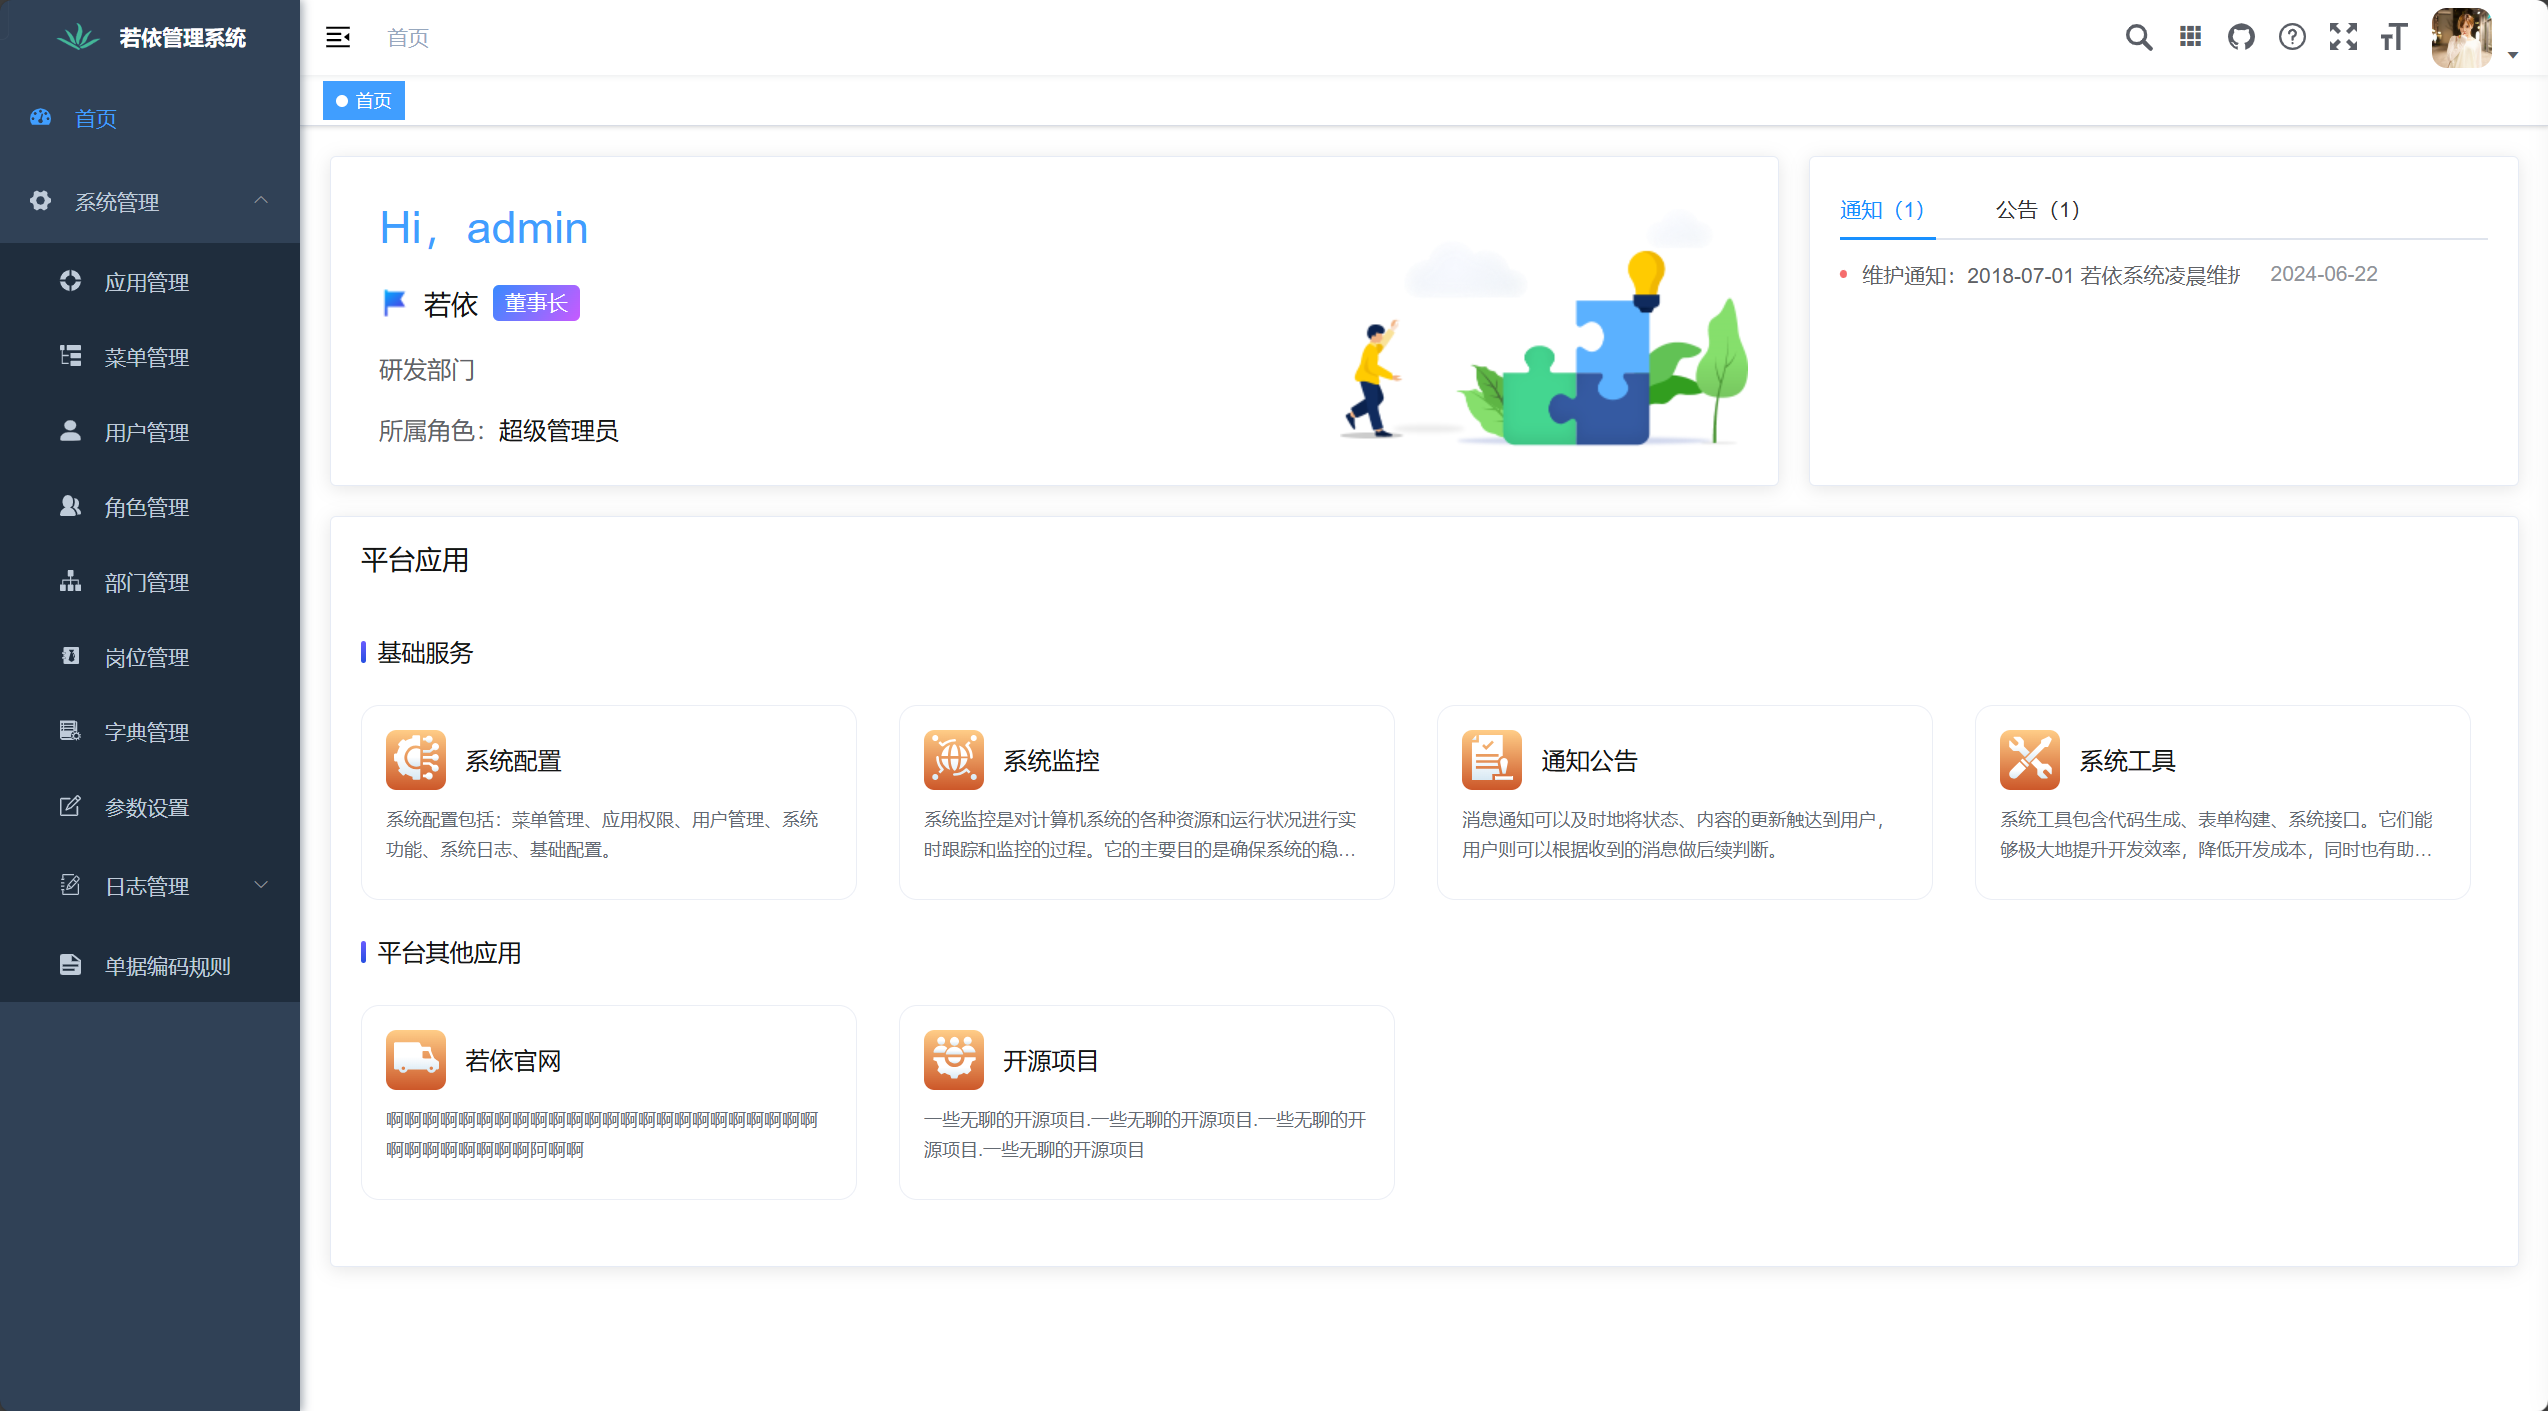 若依管理系统
首页
系统管理
应用管理
菜单管理
用户管理
角色管理
部门管理
岗位管理
字典管理
参数设置
日志管理
单据编码规则
首页
首页
Hi，admin
若依 董事长
研发部门
所属角色：超级管理员
通知（1） 公告（1）
维护通知：2018-07-01 若依系统凌晨维护 2024-06-22
平台应用
基础服务
系统配置
系统配置包括：菜单管理、应用权限、用户管理、系统
功能、系统日志、基础配置。
系统监控
系统监控是对计算机系统的各种资源和运行状况进行实
时跟踪和监控的过程。它的主要目的是确保系统的稳…
通知公告
消息通知可以及时地将状态、内容的更新触达到用户，
用户则可以根据收到的消息做后续判断。
系统工具
系统工具包含代码生成、表单构建、系统接口。它们能
够极大地提升开发效率，降低开发成本，同时也有助…
平台其他应用
若依官网
啊啊啊啊啊啊啊啊啊啊啊啊啊啊啊啊啊啊啊啊啊啊啊啊
啊啊啊啊啊啊啊啊阿啊啊
开源项目
一些无聊的开源项目.一些无聊的开源项目.一些无聊的开
源项目.一些无聊的开源项目